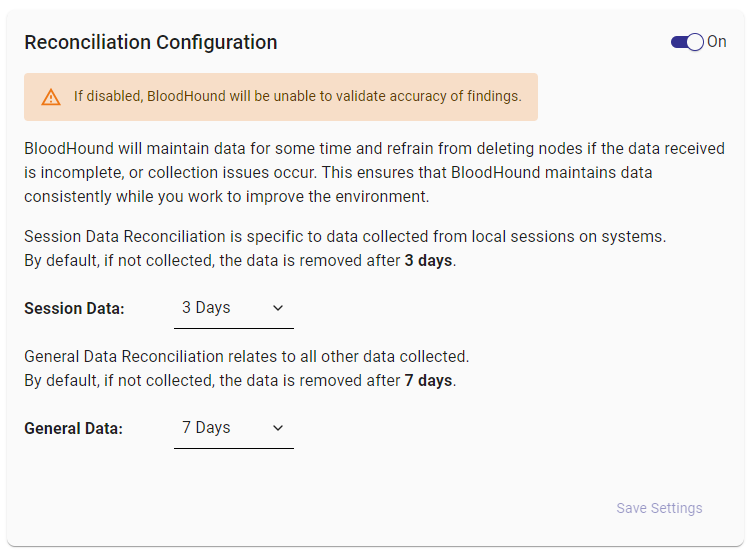 Reconciliation Configuration
On
If disabled, BloodHound will be unable to validate accuracy of findings.
BloodHound will maintain data for some time and refrain from deleting nodes if the data received
is incomplete, or collection issues occur. This ensures that BloodHound maintains data
consistently while you work to improve the environment.
Session Data Reconciliation is specific to data collected from local sessions on systems.
By default, if not collected, the data is removed after 3 days.
Session Data:
3 Days
General Data Reconciliation relates to all other data collected.
By default, if not collected, the data is removed after 7 days.
General Data:
7 Days
Save Settings